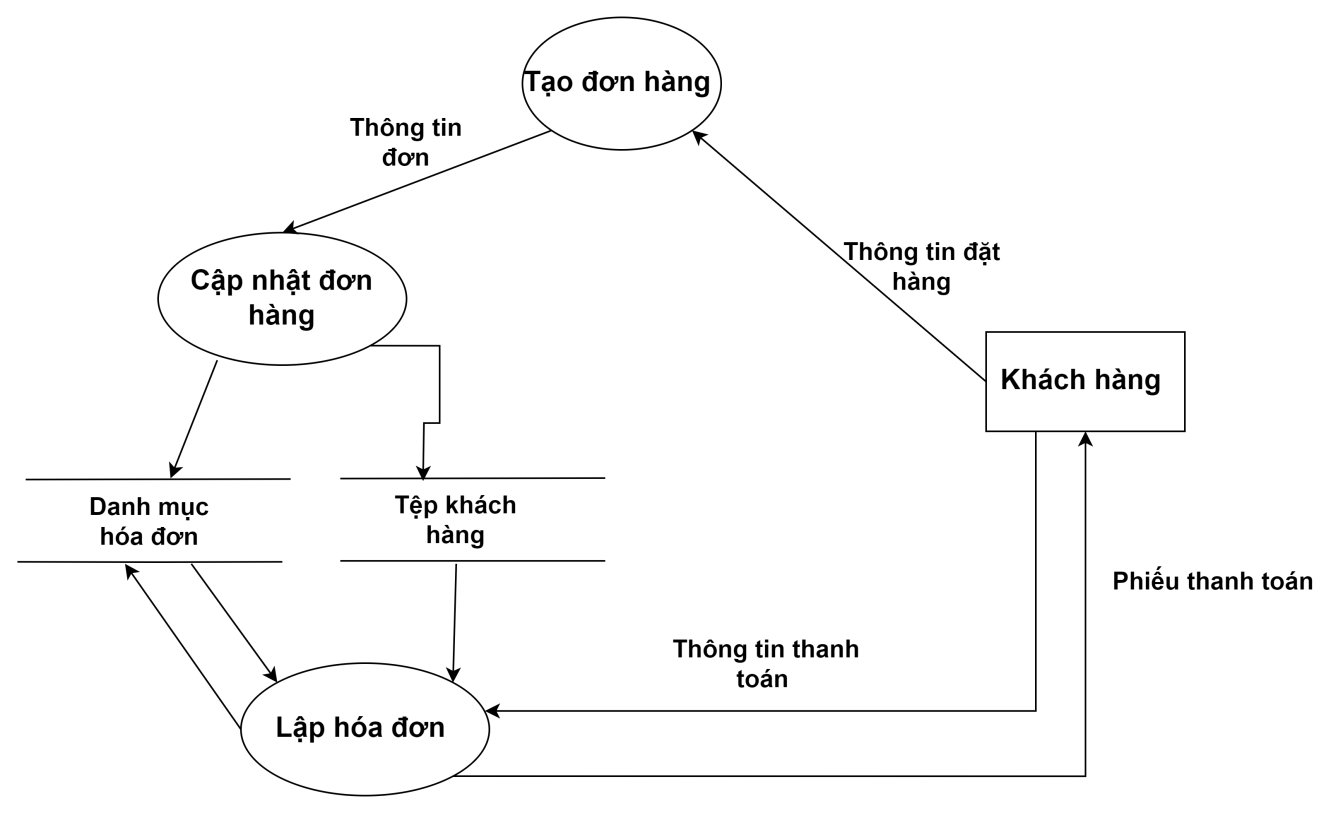 Tạo đơn hàng
Thông tin
đơn
Thông tin đặt
hàng
Cập nhật đơn
hàng
Khách hàng
Danh mục
hóa đơn
Tệp khách
hàng
Phiếu thanh toán
Thông tin thanh
toán
Lập hóa đơn